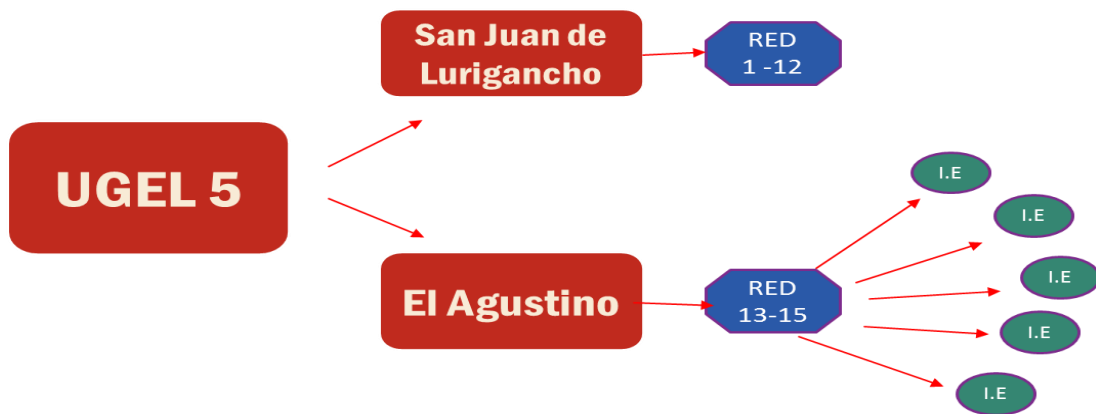 San Juan de
Lurigancho
RED
1 -12
UGEL 5
I.E
I.E
El Agustino
RED
13-15
I.E
I.E
I.E